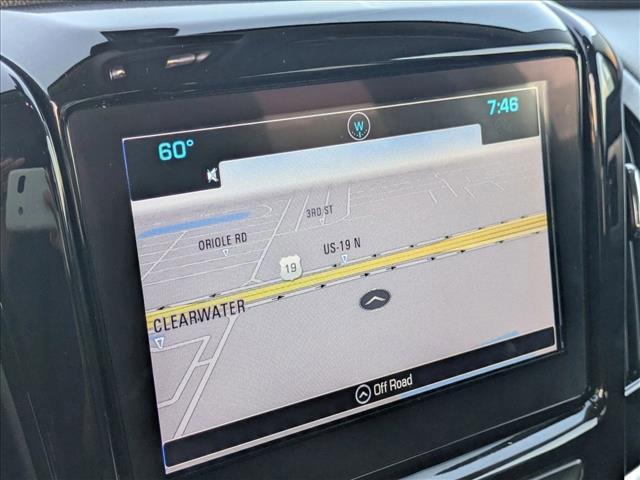 60°
W
7:46
3RD ST
ORIOLE RD
US-19 N
19
CLEARWATER
Off Road